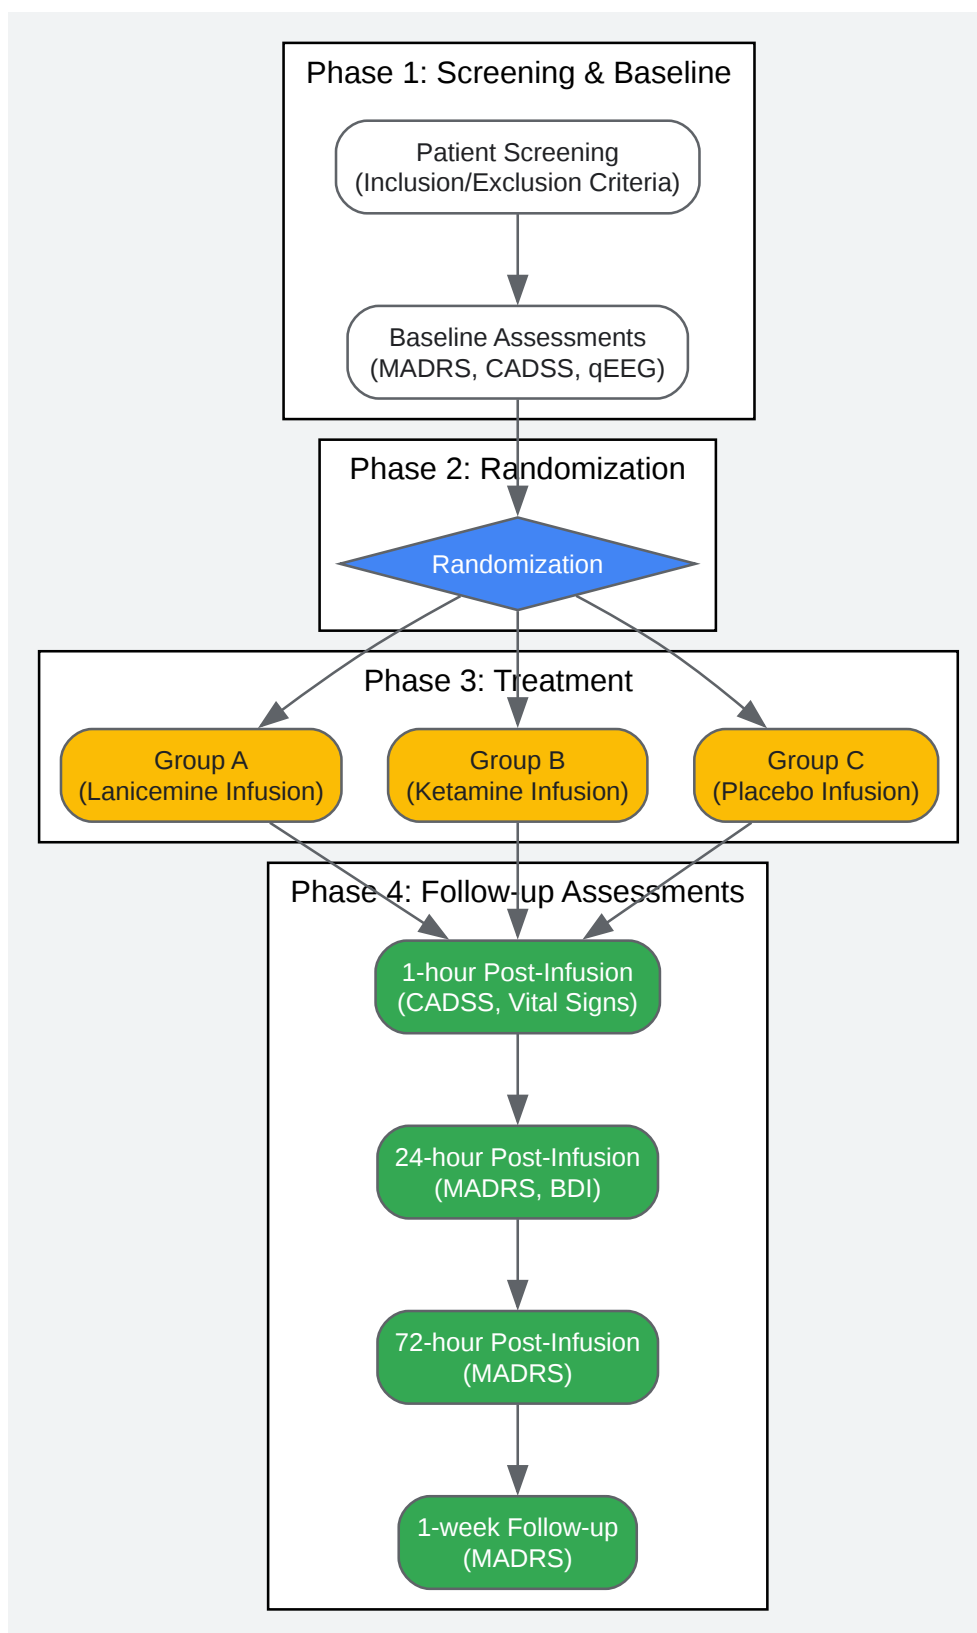 Phase 1: Screening & Baseline
Patient Screening
(Inclusion/Exclusion Criteria)
Baseline Assessments
(MADRS, CADSS, qEEG)
Phase 2: Randomization
Randomization
Phase 3: Treatment
Group A
(Lanicemine Infusion)
Group B
(Ketamine Infusion)
Group C
(Placebo Infusion)
Phase 4: Follow-up Assessments
1-hour Post-Infusion
(CADSS, Vital Signs)
24-hour Post-Infusion
(MADRS, BDI)
72-hour Post-Infusion
(MADRS)
1-week Follow-up
(MADRS)